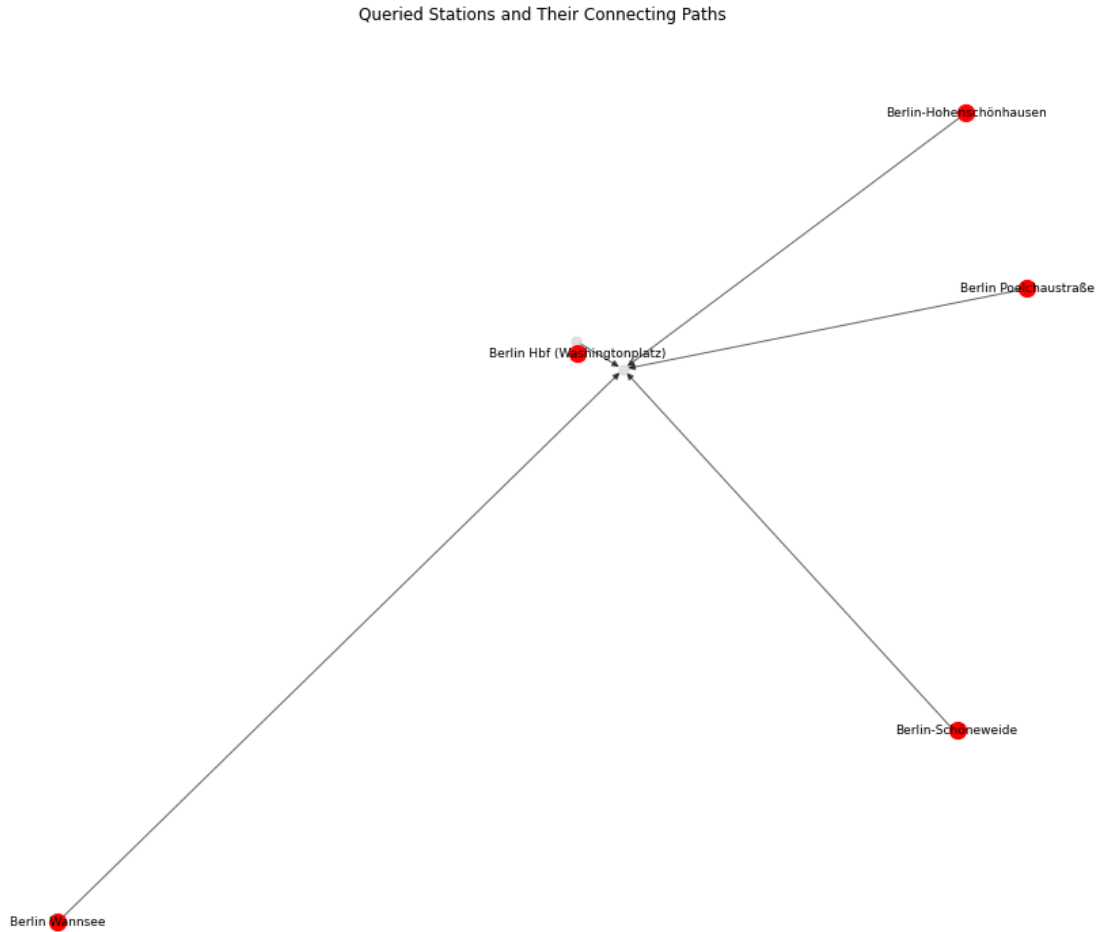 Queried Stations and Their Connecting Paths
Berlin-Hohenschönhausen
Berlin Poelchaustraße
Berlin Hbf (Washingtonplatz)
Berlin-Schöneweide
Berlin Wannsee